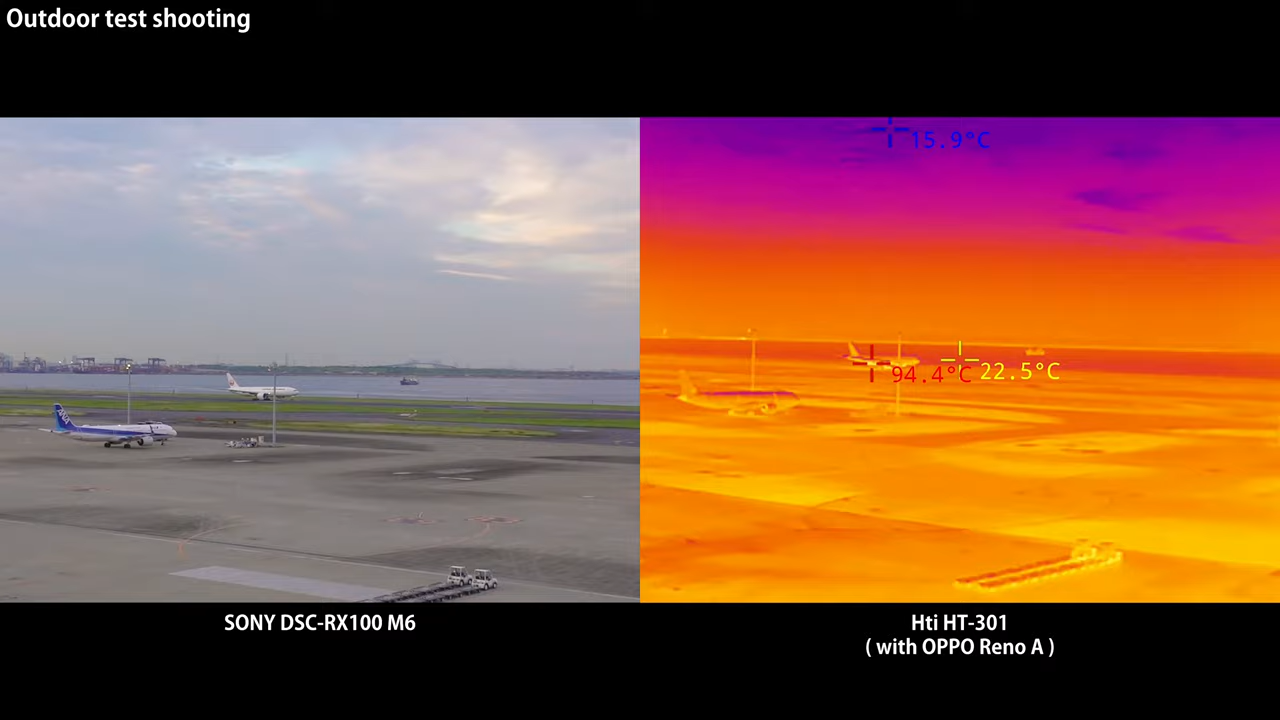 Outdoor test shooting
ANA
15.9°C
94.4°C
22.5°C
SONY DSC-RX100 M6
Hti HT-301
( with OPPO Reno A )